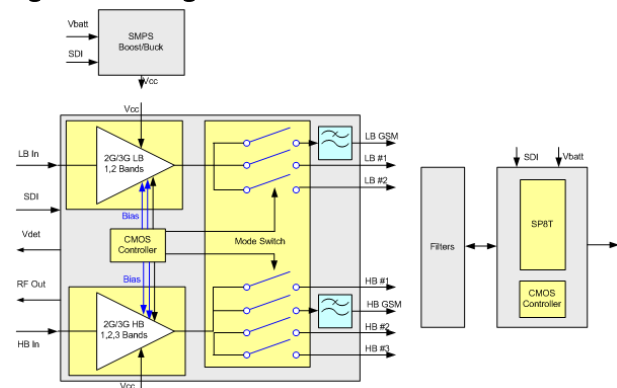 Vbatt
SDI
SMPS
Boost/Buck
Vcc
Vcc
LB In
2G/3G LB
1,2 Bands
LB GSM
LB #1
LB #2
SDI
Bias
CMOS
Controller
Mode Switch
Vdet
Bias
RF Out
HB #1
HB GSM
2G/3G HB
1,2,3 Bands
HB #2
HB In
HB #3
Vcc
Filters
SDI
Vbatt
SP8T
CMOS
Controller